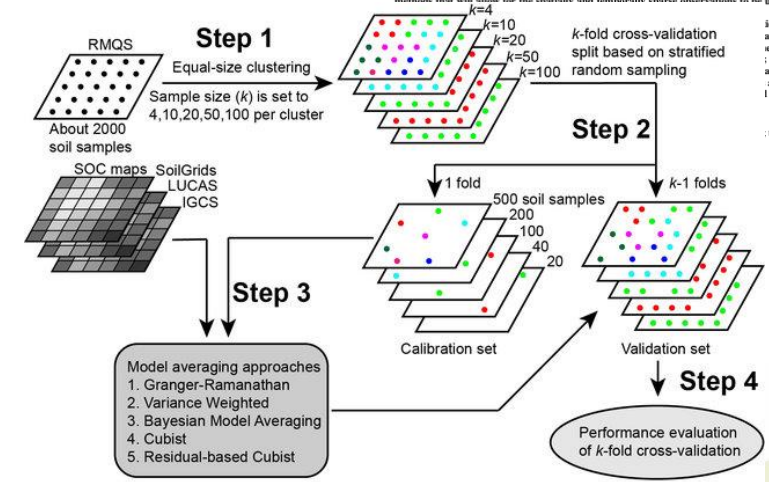 RMQS
About 2000
soil samples
Step 1
Equal-size clustering
Sample size (k) is set to
4,10,20,50,100 per cluster
k=4
k=10
k=20
k=50
k=100
k-fold cross-validation
split based on stratified
random sampling
Step 2
1 fold
k-1 folds
SOC maps
SoilGrids
LUCAS
IGCS
500 soil samples
200
100
40
20
Calibration set
Validation set
Step 3
Model averaging approaches
1. Granger-Ramanathan
2. Variance Weighted
3. Bayesian Model Averaging
4. Cubist
5. Residual-based Cubist
Step 4
Performance evaluation
of k-fold cross-validation